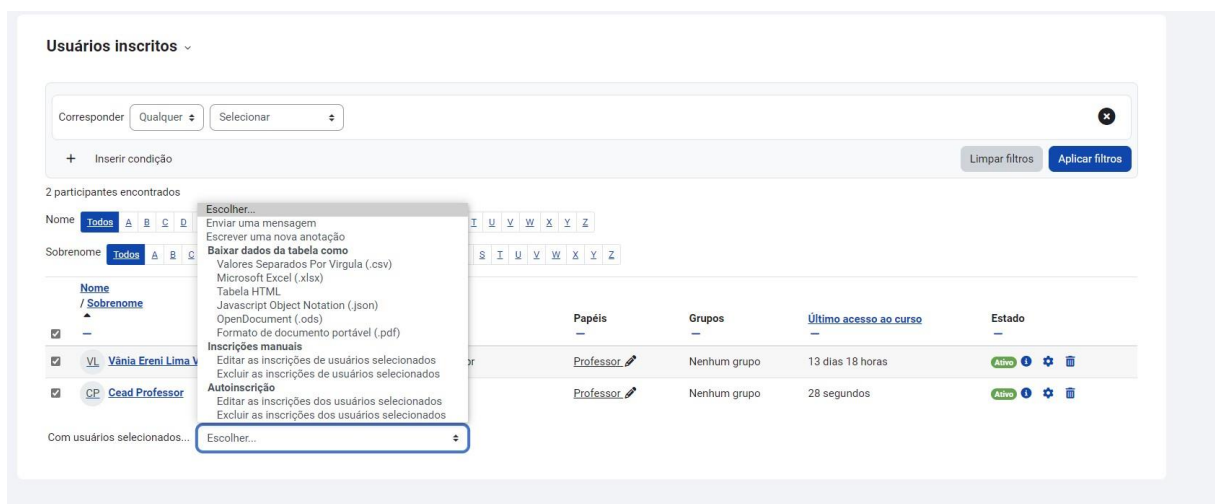 Usuários inscritos
Corresponder Qualquer Selecionar
+ Inserir condição Limpar filtros Aplicar filtros
2 participantes encontrados
Nome Todos A B C D T U V W X Y Z
Sobrenome Todos A B C S T U V W X Y Z
Escolher...
Enviar uma mensagem
Escrever uma nova anotação
Baixar dados da tabela como
Valores Separados Por Virgula (.csv)
Microsoft Excel (.xlsx)
Tabela HTML
Javascript Object Notation (.json)
OpenDocument (.ods)
Formato de documento portável (.pdf)
Inscrições manuais
Editar as inscrições de usuários selecionados
Excluir as inscrições de usuários selecionados
Autoinscrição
Editar as inscrições dos usuários selecionados
Excluir as inscrições dos usuários selecionados
Nome
/ Sobrenome Papéis Grupos Último acesso ao curso Estado
VL Vânia Ereni Lima V or Professor Nenhum grupo 13 dias 18 horas Ativo
CP Cead Professor Professor Nenhum grupo 28 segundos Ativo
Com usuários selecionados... Escolher...